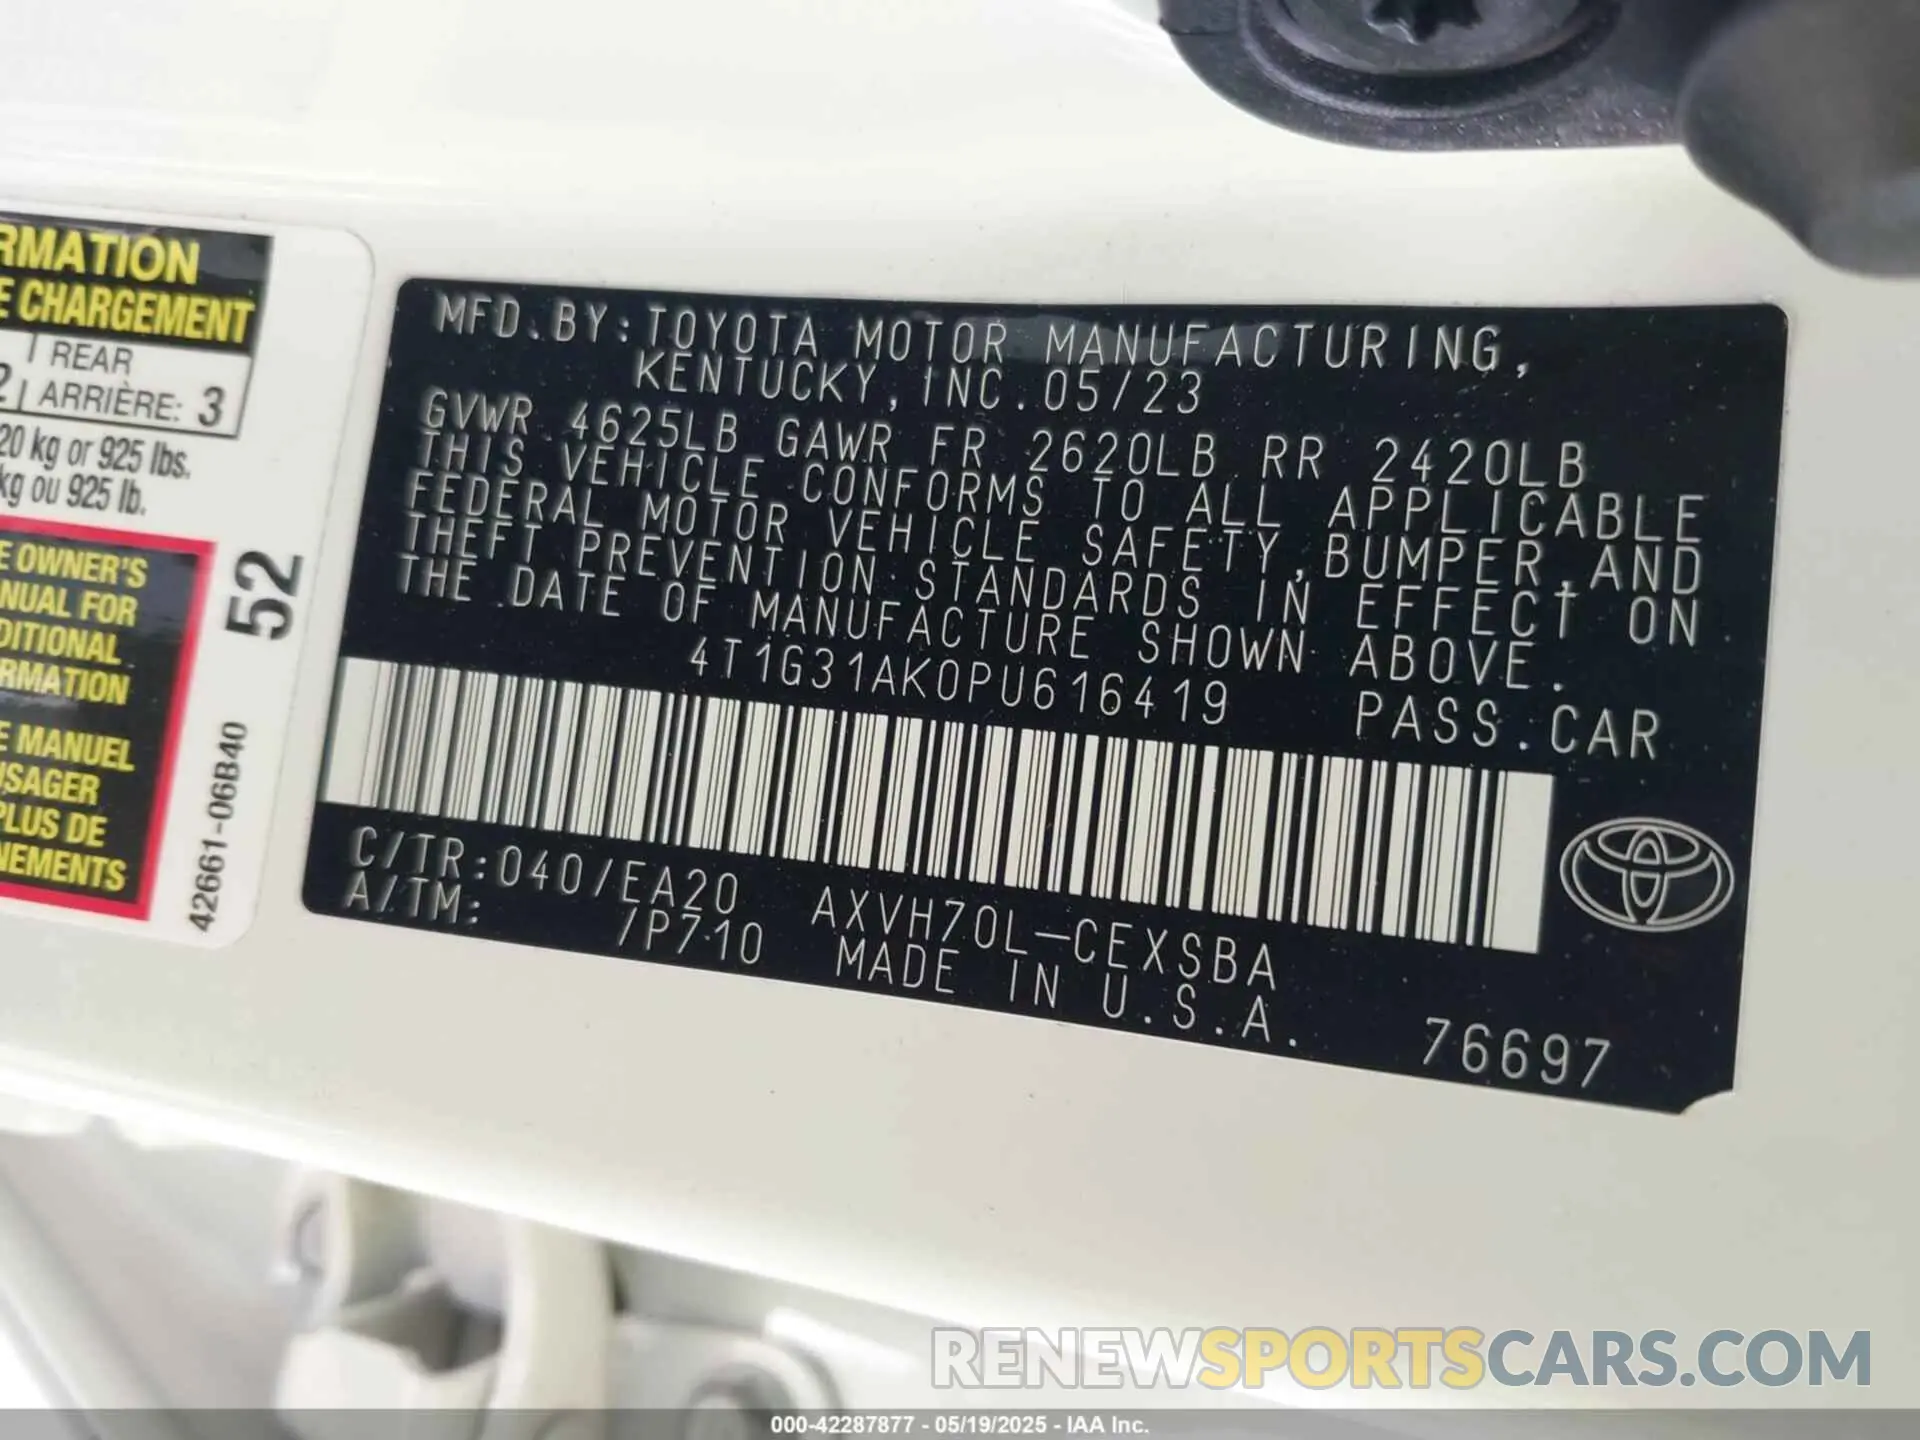 RMATION
E CHARGEMENT
REAR
2 ARRIÈRE: 3
20 kg or 925 lbs.
kg ou 925 lb.
E OWNER'S
NUAL FOR
DITIONAL
RMATION
E MANUEL
USAGER
PLUS DE
NEMENTS
52
42661-06B40
MFD.BY:TOYOTA MOTOR MANUFACTURING,
KENTUCKY,INC.05/23
GVWR 4625LB GAWR FR 2620LB RR 2420LB
THIS VEHICLE CONFORMS TO ALL APPLICABLE
FEDERAL MOTOR VEHICLE SAFETY,BUMPER,AND
THEFT PREVENTION STANDARDS IN EFFECT ON
THE DATE OF MANUFACTURE SHOWN ABOVE.
4T1G31AK0PU616419 PASS.CAR
C/TR:040/EA20 AXVH70L-CEXSBA
A/TM: /P710 MADE IN U.S.A. 76697
RENEWSPORTSCARS.COM
000-42287877 - 05/19/2025 - IAA Inc.